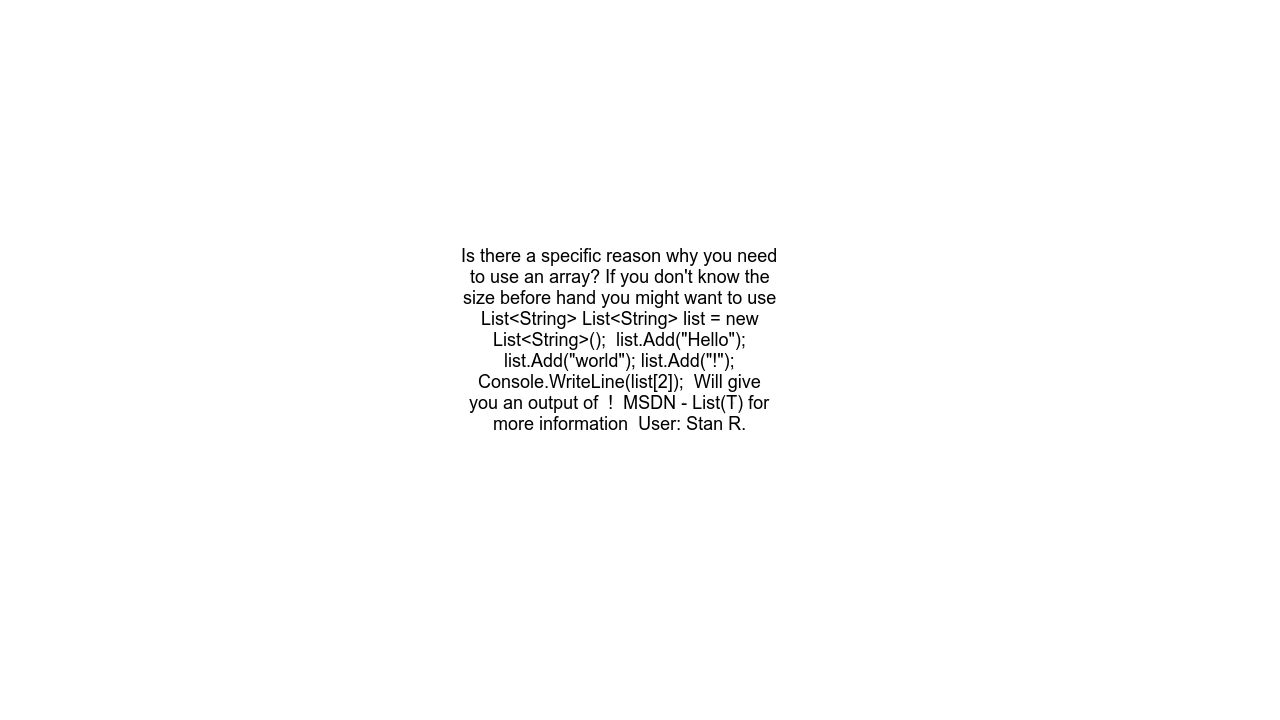 Is there a specific reason why you need
to use an array? If you don't know the
size before hand you might want to use
List<String> List<String> list = new
List<String>();  list.Add("Hello");
list.Add("world"); list.Add("!");
Console.WriteLine(list[2]);  Will give
you an output of  !  MSDN - List(T) for
more information  User: Stan R.